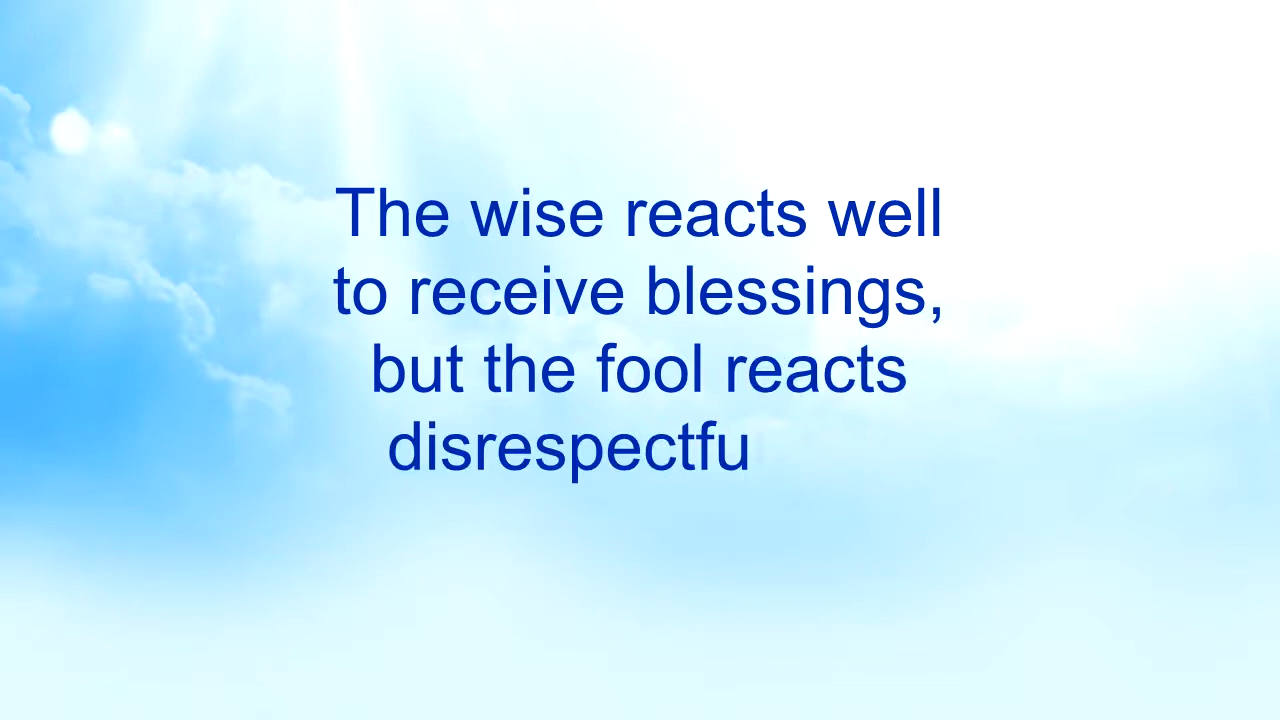 The wise reacts well
to receive blessings,
but the fool reacts
disrespectfu